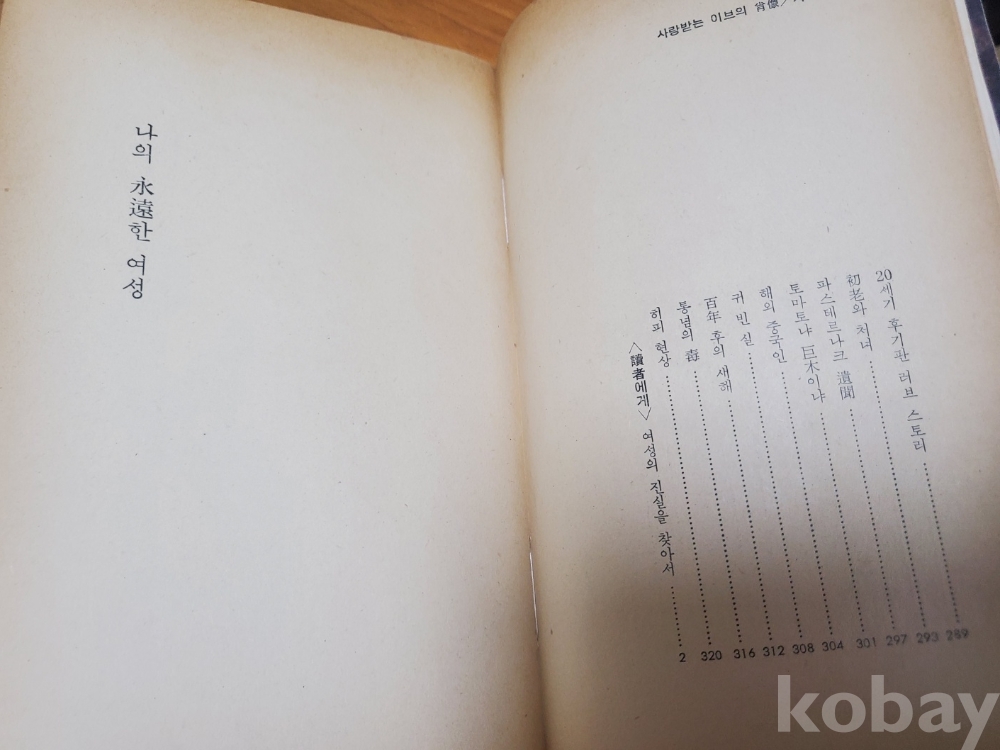 사랑받는 이브의 肖像/
20세기 후기판 러브 스토리 ⋯⋯ 289
初老와 처녀 ⋯⋯ 293
파스테르나크 遺聞 ⋯⋯ 297
토마토냐 巨木이냐 ⋯⋯ 301
해의 중국인 ⋯⋯ 304
귀빈실 ⋯⋯ 308
百年 후의 새해 ⋯⋯ 312
통념의 毒 ⋯⋯ 316
히피 현상 ⋯⋯ 320
<讀者에게> 여성의 진실을 찾아서 ⋯⋯ 2
나의 永遠한 여성
kobay